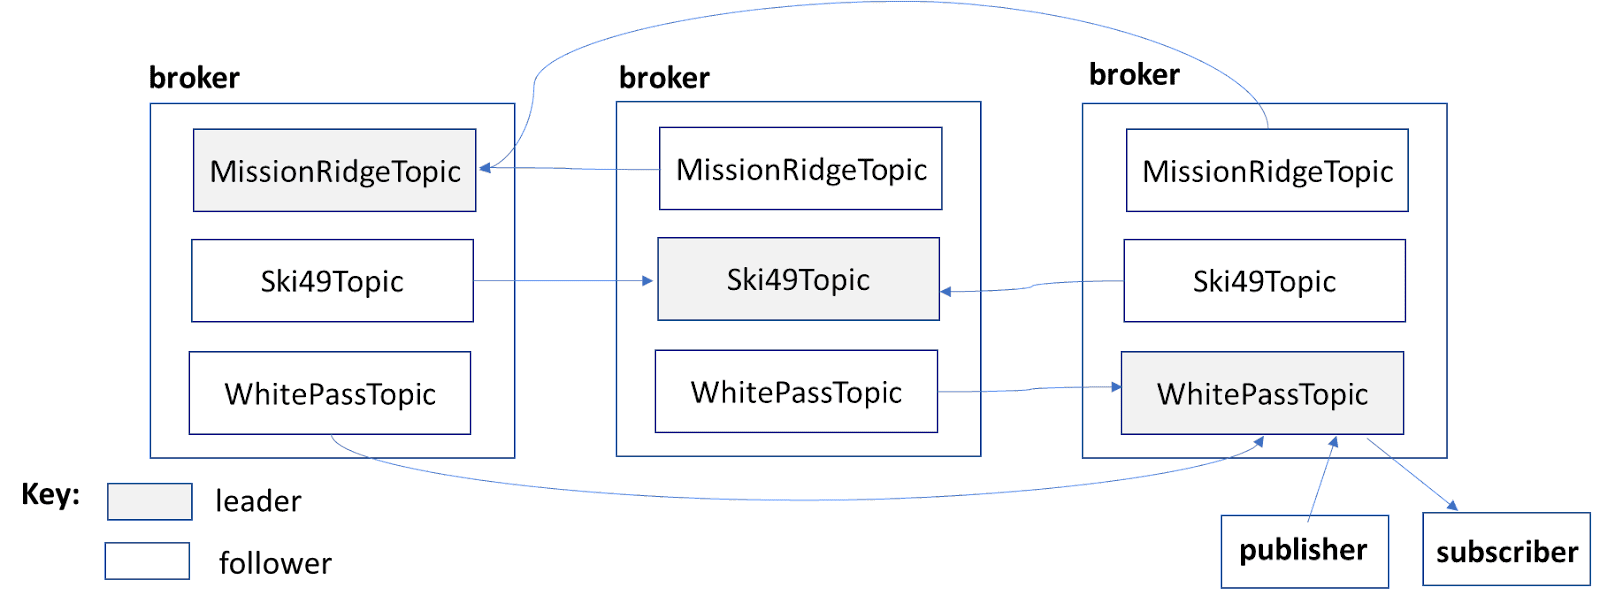 broker
broker
broker
MissionRidgeTopic
MissionRidgeTopic
MissionRidgeTopic
Ski49Topic
Ski49Topic
Ski49Topic
WhitePassTopic
WhitePassTopic
WhitePassTopic
Key:
leader
follower
publisher
subscriber